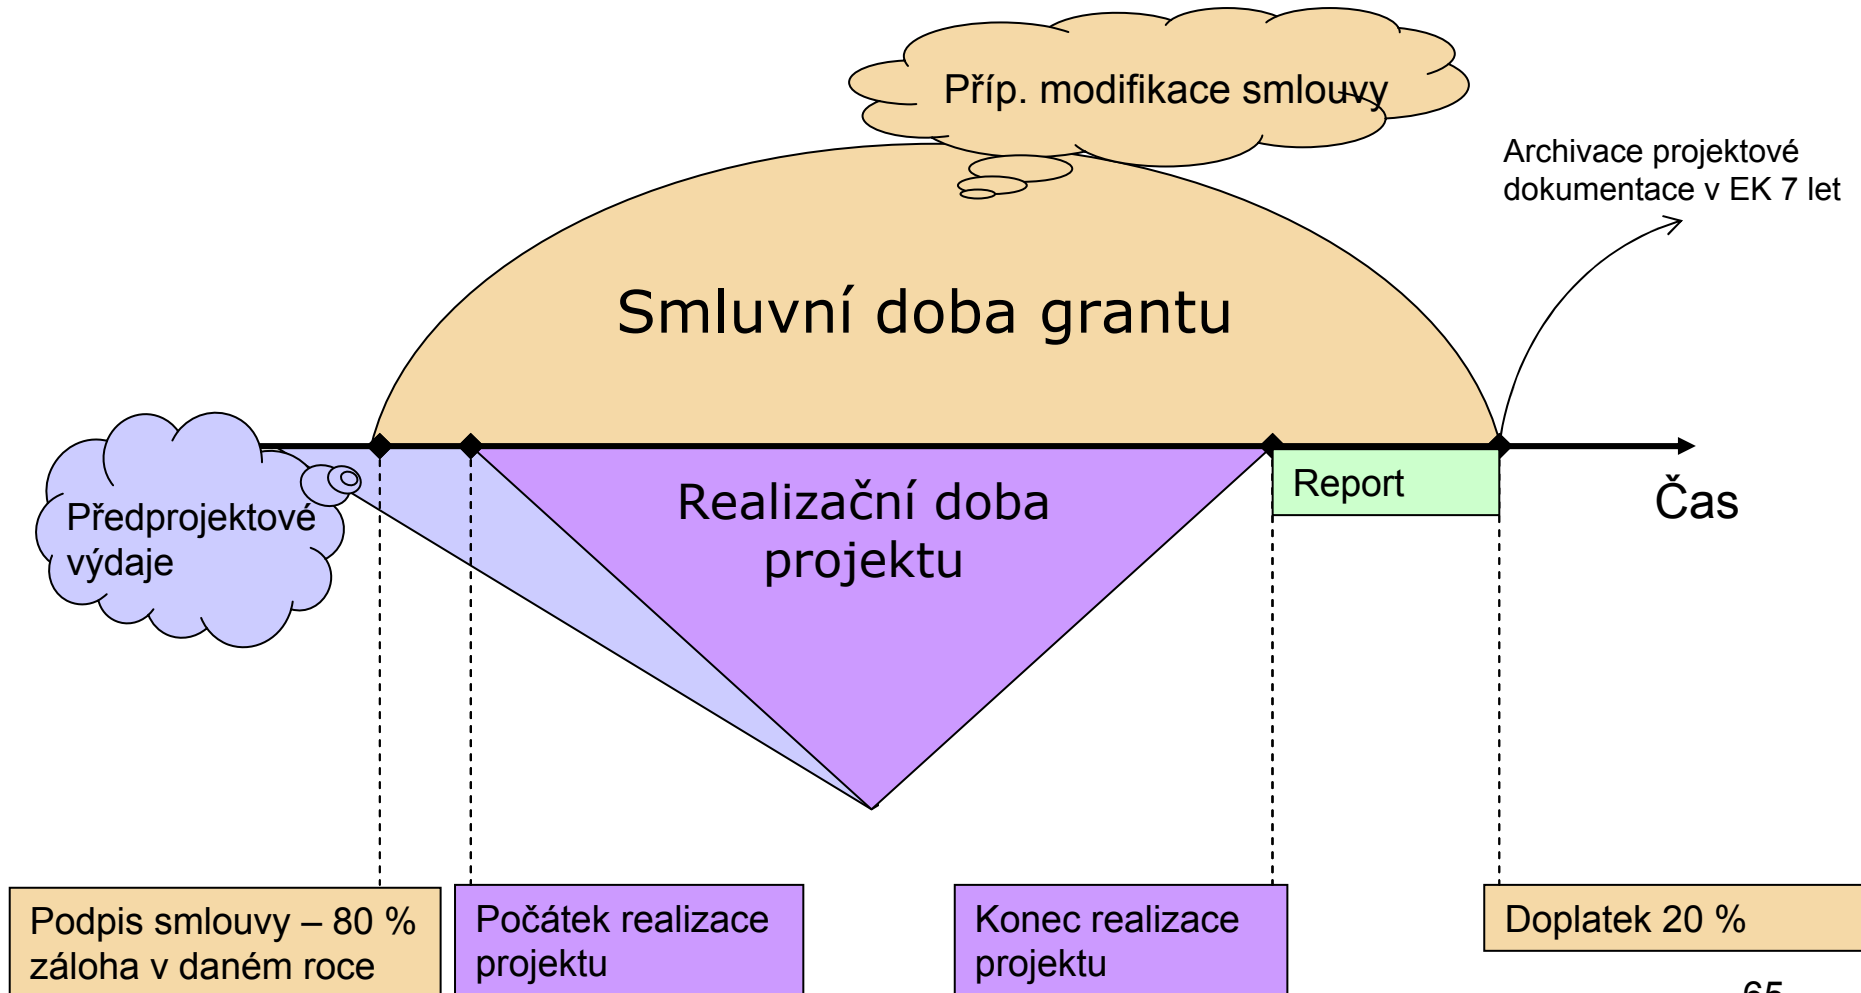 Příp. modifikace smlouvy
Archivace projektové
dokumentace v EK 7 let
Smluvní doba grantu
Předprojektové
výdaje
Realizační doba
projektu
Report
Čas
Podpis smlouvy – 80 %
záloha v daném roce
Počátek realizace
projektu
Konec realizace
projektu
Doplatek 20 %
65